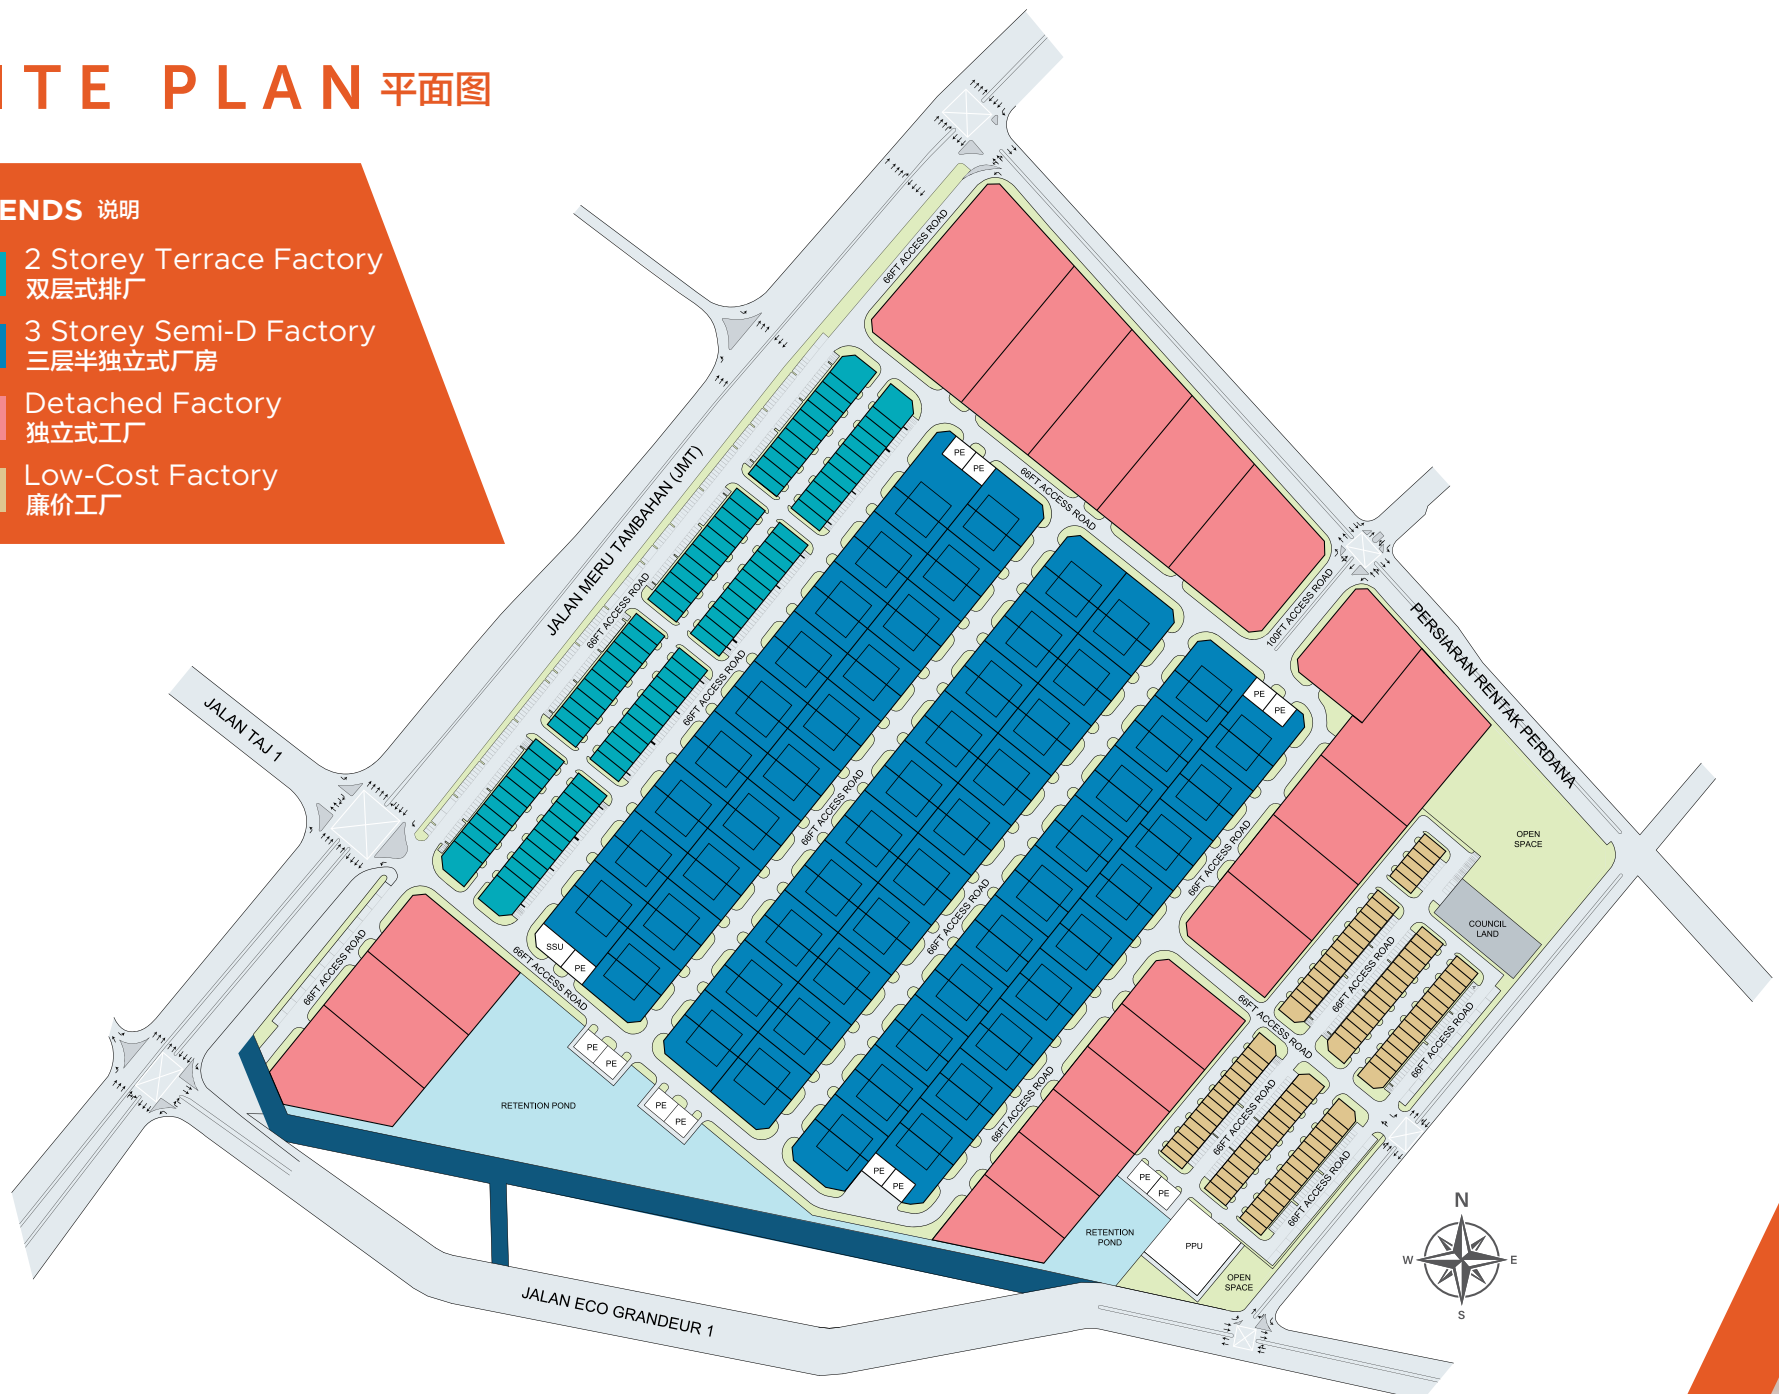 ITE PLAN 平面图
ENDS 说明
2 Storey Terrace Factory
双层式排厂
3 Storey Semi-D Factory
三层半独立式厂房
Detached Factory
独立式工厂
Low-Cost Factory
廉价工厂
66FT ACCESS ROAD
JALAN MERU TAMBAHAN (JMT)
66FT ACCESS ROAD
PE
PE
66FT ACCESS ROAD
100FT ACCESS ROAD
PERSIARAN RENTAK PERDANA
66FT ACCESS ROAD
PE
PE
JALAN TAJ 1
66FT ACCESS ROAD
66FT ACCESS ROAD
OPEN
SPACE
COUNCIL
LAND
66FT ACCESS ROAD
SSU
PE
66FT ACCESS ROAD
66FT ACCESS ROAD
66FT ACCESS ROAD
66FT ACCESS ROAD
66FT ACCESS ROAD
PE
PE
RETENTION POND
PE
PE
66FT ACCESS ROAD
66FT ACCESS ROAD
66FT ACCESS ROAD
PE
PE
PE
PE
RETENTION
POND
PPU
OPEN
SPACE
N
W
E
S
JALAN ECO GRANDEUR 1